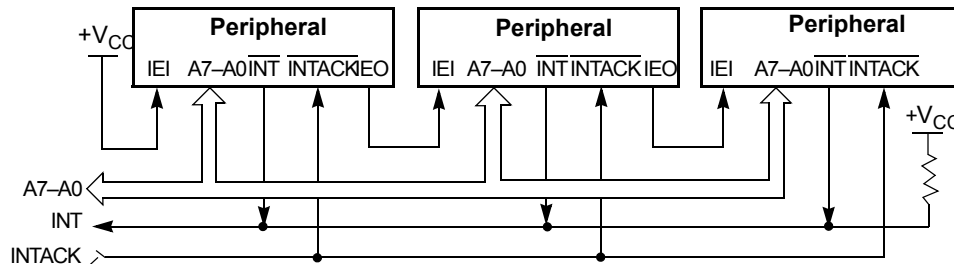 Peripheral Peripheral Peripheral
+VCC
IEI A7–A0 INT INTACK IEO IEI A7–A0 INT INTACK IEO IEI A7–A0 INT INTACK
+VCC
A7–A0
INT
INTACK